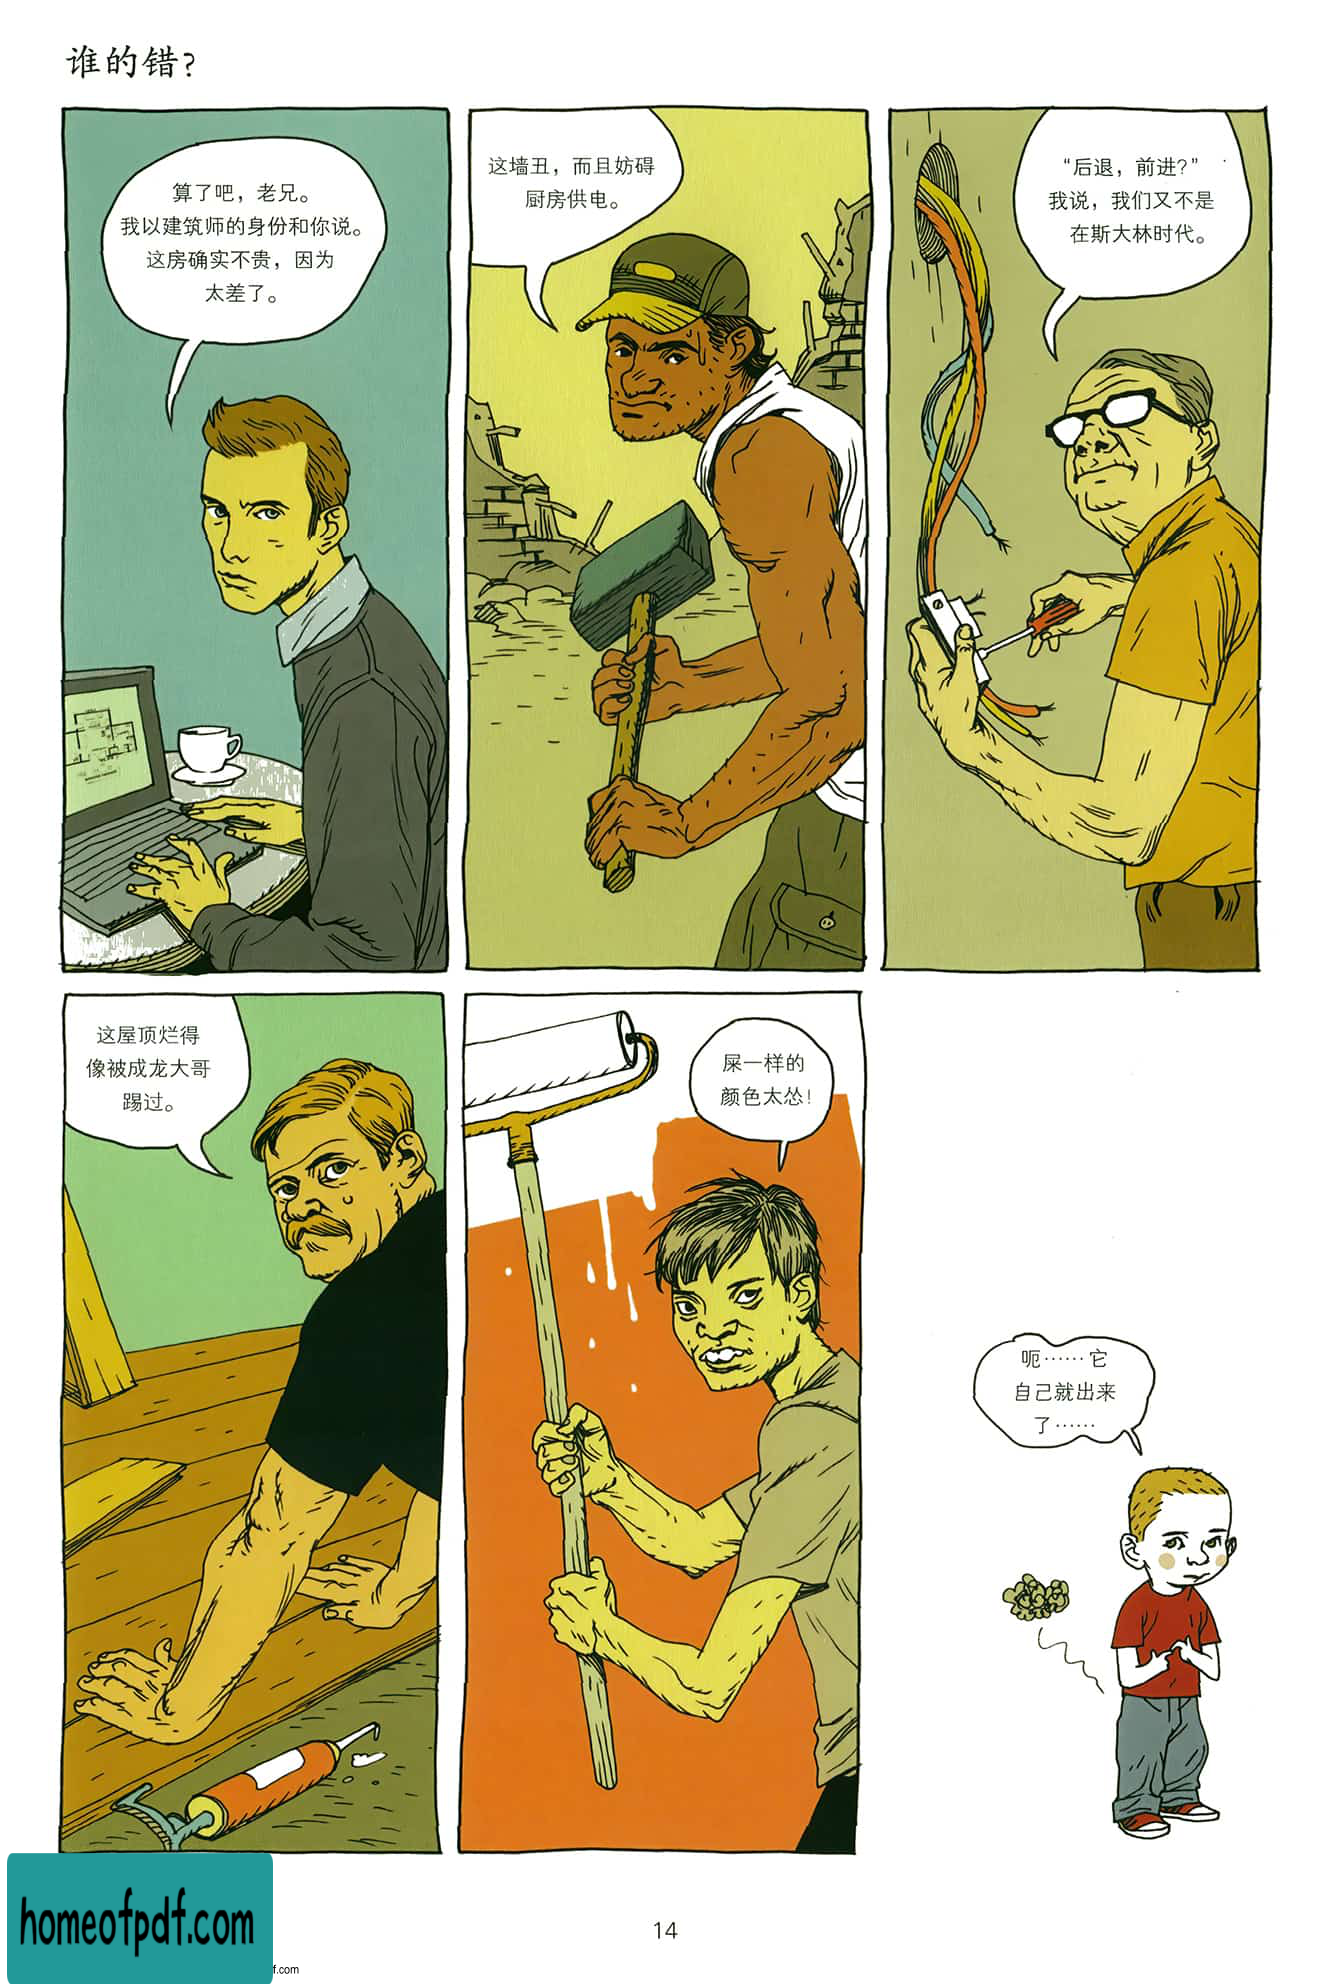 谁的错?
算了吧，老兄。
我以建筑师的身份和你说。
这房确实不贵，因为
太差了。
这墙丑，而且妨碍
厨房供电。
“后退，前进?”
我说，我们又不是
在斯大林时代。
这屋顶烂得
像被成龙大哥
踢过。
屎一样的
颜色太怂!
呃……它
自己就出来
了……
14
homeofpdf.com
f.com